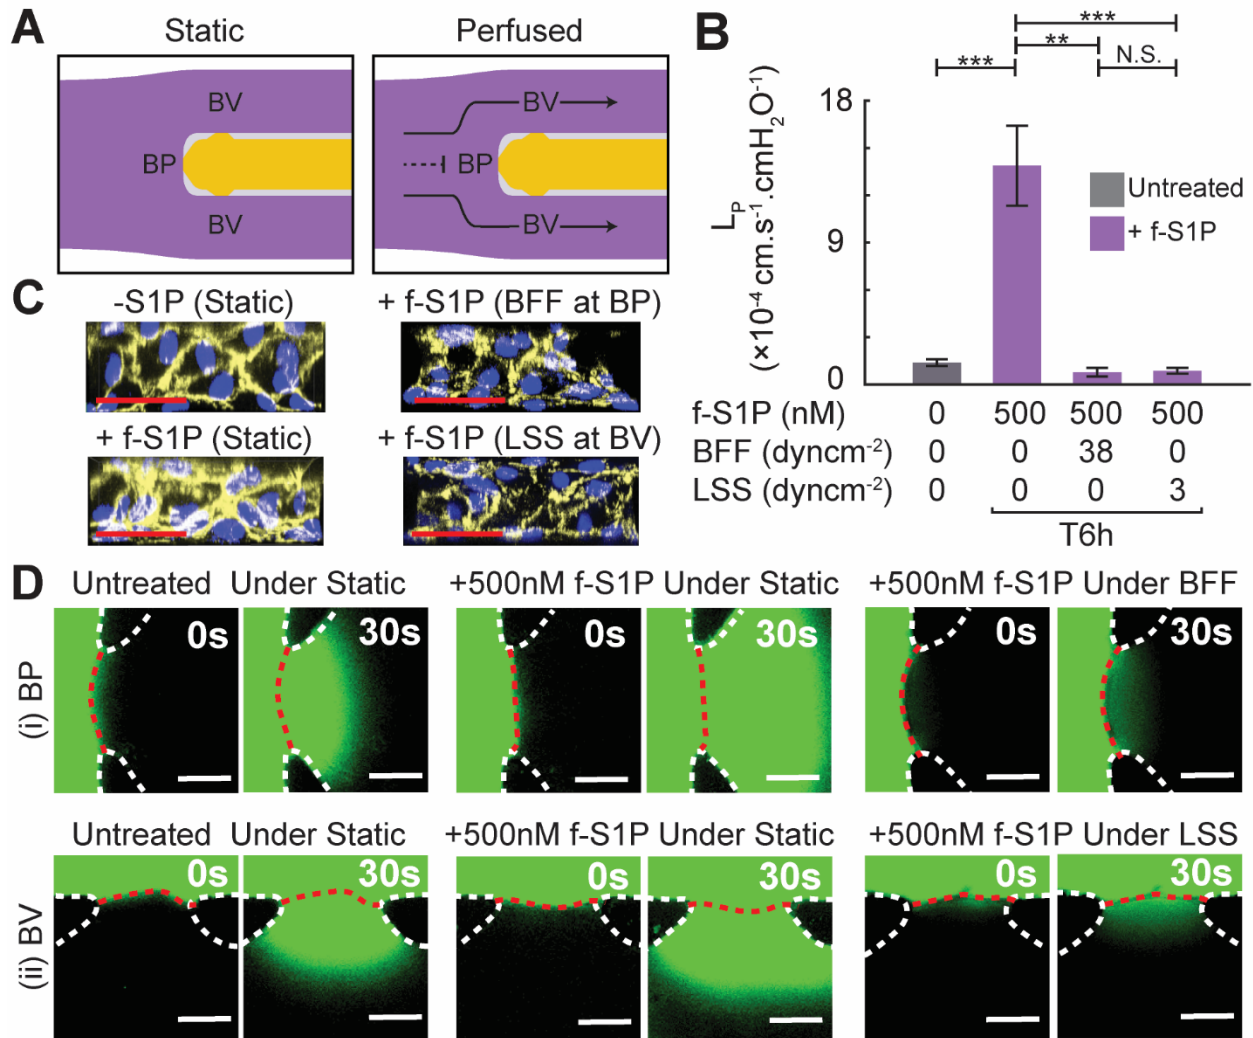 A
Static
Perfused
BV
BP
BV
BV
BP
BV
B
*** 
**
***
N.S.
L_P
(×10⁻⁴ cm.s⁻¹.cmH₂O⁻¹)
18
9
0
Untreated
+ f-S1P
f-S1P (nM) 0 500 500 500
BFF (dyncm⁻²) 0 0 38 0
LSS (dyncm⁻²) 0 0 0 3
T6h
C
-S1P (Static)
+ f-S1P (BFF at BP)
+ f-S1P (Static)
+ f-S1P (LSS at BV)
D
Untreated Under Static
+500nM f-S1P Under Static
+500nM f-S1P Under BFF
(i) BP
0s
30s
0s
30s
0s
30s
Untreated Under Static
+500nM f-S1P Under Static
+500nM f-S1P Under LSS
(ii) BV
0s
30s
0s
30s
0s
30s